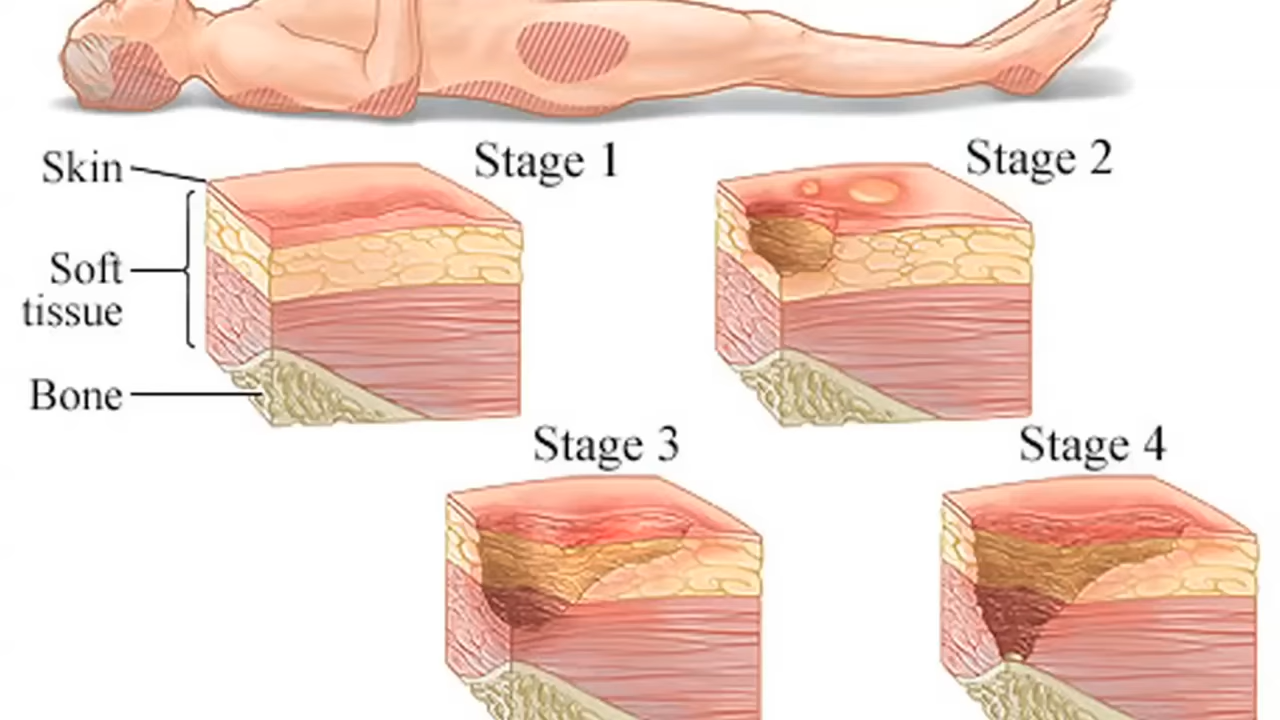 Stage 1
Stage 2
Skin
Soft
tissue
Bone
Stage 3
Stage 4